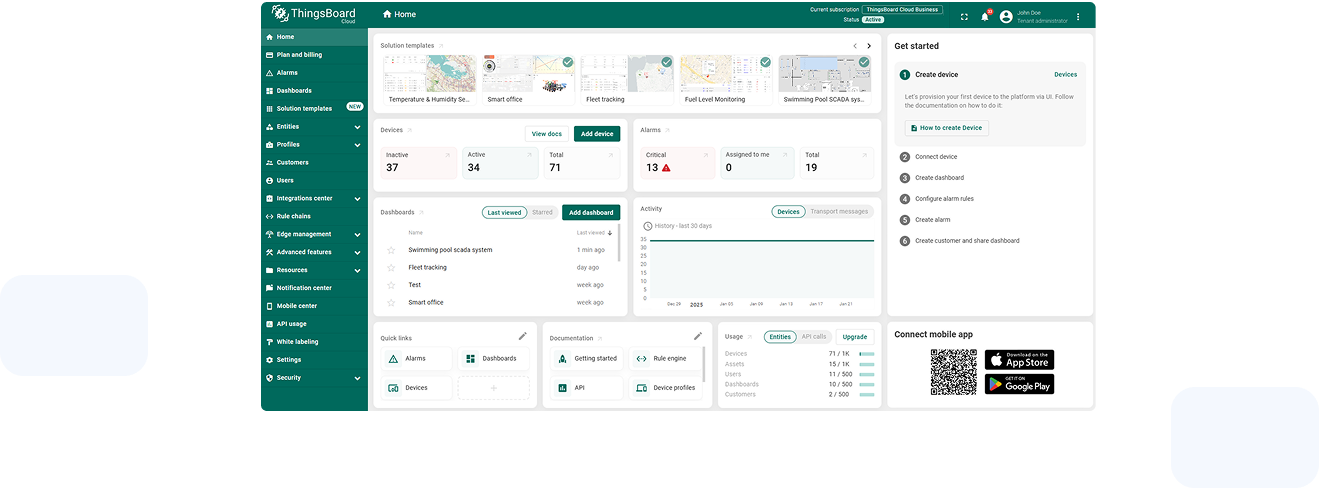 ThingsBoard
Cloud
Home
Current subscription ThingsBoard Cloud Business
Status Active
John Doe
Tenant administrator
Home
Plan and billing
Alarms
Dashboards
Solution templates NEW
Entities
Profiles
Customers
Users
Integrations center
Rule chains
Edge management
Advanced features
Resources
Notification center
Mobile center
API usage
White labeling
Settings
Security
Solution templates
Temperature & Humidity Se...
Smart office
Fleet tracking
Fuel Level Monitoring
Swimming Pool SCADA sys...
Devices
View docs
Add device
Inactive
37
Active
34
Total
71
Alarms
Critical
13
Assigned to me
0
Total
19
Dashboards
Last viewed
Starred
Add dashboard
Name Last viewed
Swimming pool scada system 1 min ago
Fleet tracking day ago
Test week ago
Smart office week ago
Activity
Devices
Transport messages
History - last 30 days
35
30
25
20
15
10
5
0
Dec 29 2025 Jan 05 Jan 09 Jan 13 Jan 17 Jan 21
Quick links
Alarms
Dashboards
Devices
Documentation
Getting started
Rule engine
API
Device profiles
Usage
Entities
API calls
Upgrade
Devices 71 / 1K
Assets 15 / 1K
Users 11 / 500
Dashboards 10 / 500
Customers 2 / 500
Get started
1 Create device Devices
Let's provision your first device to the platform via UI. Follow
the documentation on how to do it:
How to create Device
2 Connect device
3 Create dashboard
4 Configure alarm rules
5 Create alarm
6 Create customer and share dashboard
Connect mobile app
Download on the
App Store
GET IT ON
Google Play